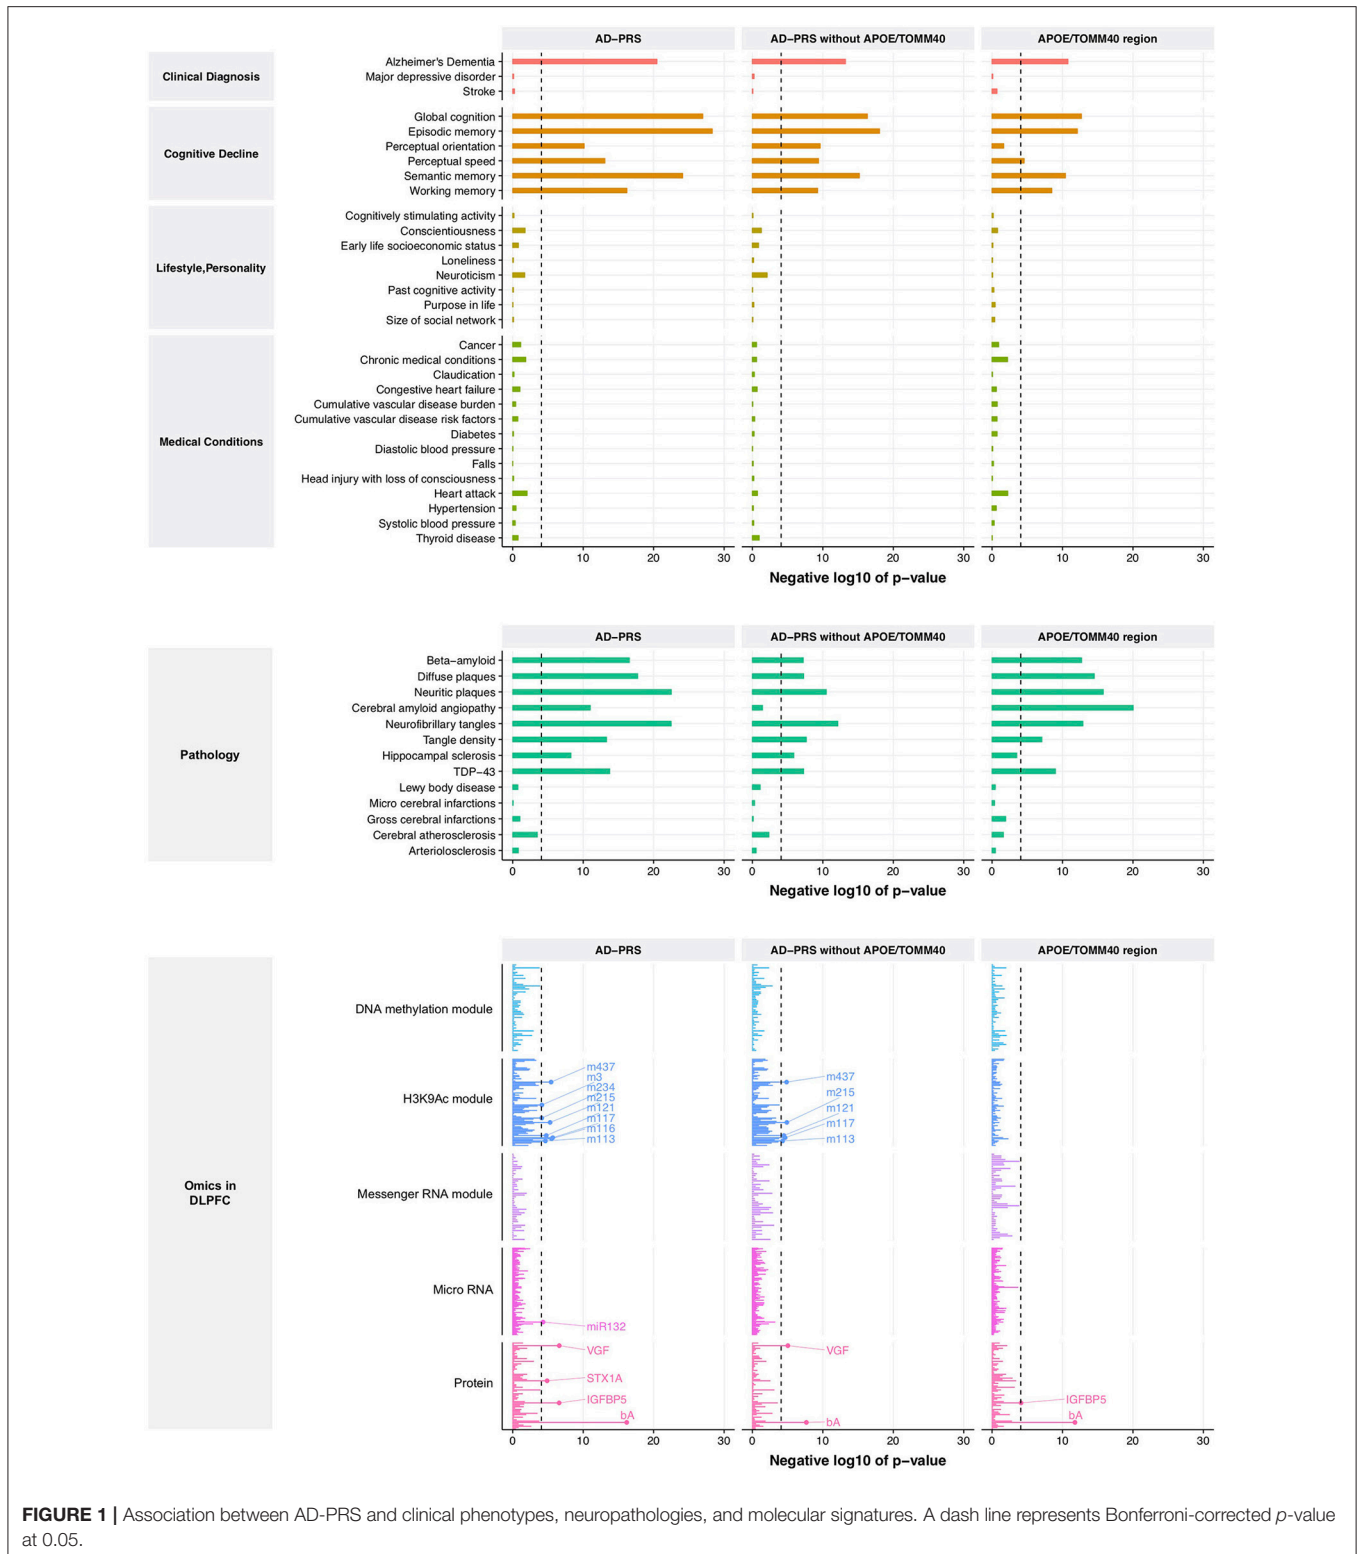 AD–PRS
AD–PRS without APOE/TOMM40
APOE/TOMM40 region
Clinical Diagnosis
Alzheimer's Dementia
Major depressive disorder
Stroke
Cognitive Decline
Global cognition
Episodic memory
Perceptual orientation
Perceptual speed
Semantic memory
Working memory
Lifestyle,Personality
Cognitively stimulating activity
Conscientiousness
Early life socioeconomic status
Loneliness
Neuroticism
Past cognitive activity
Purpose in life
Size of social network
Medical Conditions
Cancer
Chronic medical conditions
Claudication
Congestive heart failure
Cumulative vascular disease burden
Cumulative vascular disease risk factors
Diabetes
Diastolic blood pressure
Falls
Head injury with loss of consciousness
Heart attack
Hypertension
Systolic blood pressure
Thyroid disease
0 10 20 30 0 10 20 30 0 10 20 30
Negative log10 of p–value
AD–PRS
AD–PRS without APOE/TOMM40
APOE/TOMM40 region
Pathology
Beta–amyloid
Diffuse plaques
Neuritic plaques
Cerebral amyloid angiopathy
Neurofibrillary tangles
Tangle density
Hippocampal sclerosis
TDP–43
Lewy body disease
Micro cerebral infarctions
Gross cerebral infarctions
Cerebral atherosclerosis
Arteriolosclerosis
0 10 20 30 0 10 20 30 0 10 20 30
Negative log10 of p–value
AD–PRS
AD–PRS without APOE/TOMM40
APOE/TOMM40 region
Omics in
DLPFC
DNA methylation module
H3K9Ac module
m437
m3
m234
m215
m121
m117
m116
m113
m437
m215
m121
m117
m113
Messenger RNA module
Micro RNA
miR132
Protein
VGF
STX1A
IGFBP5
bA
VGF
bA
IGFBP5
bA
0 10 20 30 0 10 20 30 0 10 20 30
Negative log10 of p–value
FIGURE 1 | Association between AD-PRS and clinical phenotypes, neuropathologies, and molecular signatures. A dash line represents Bonferroni-corrected p-value
at 0.05.